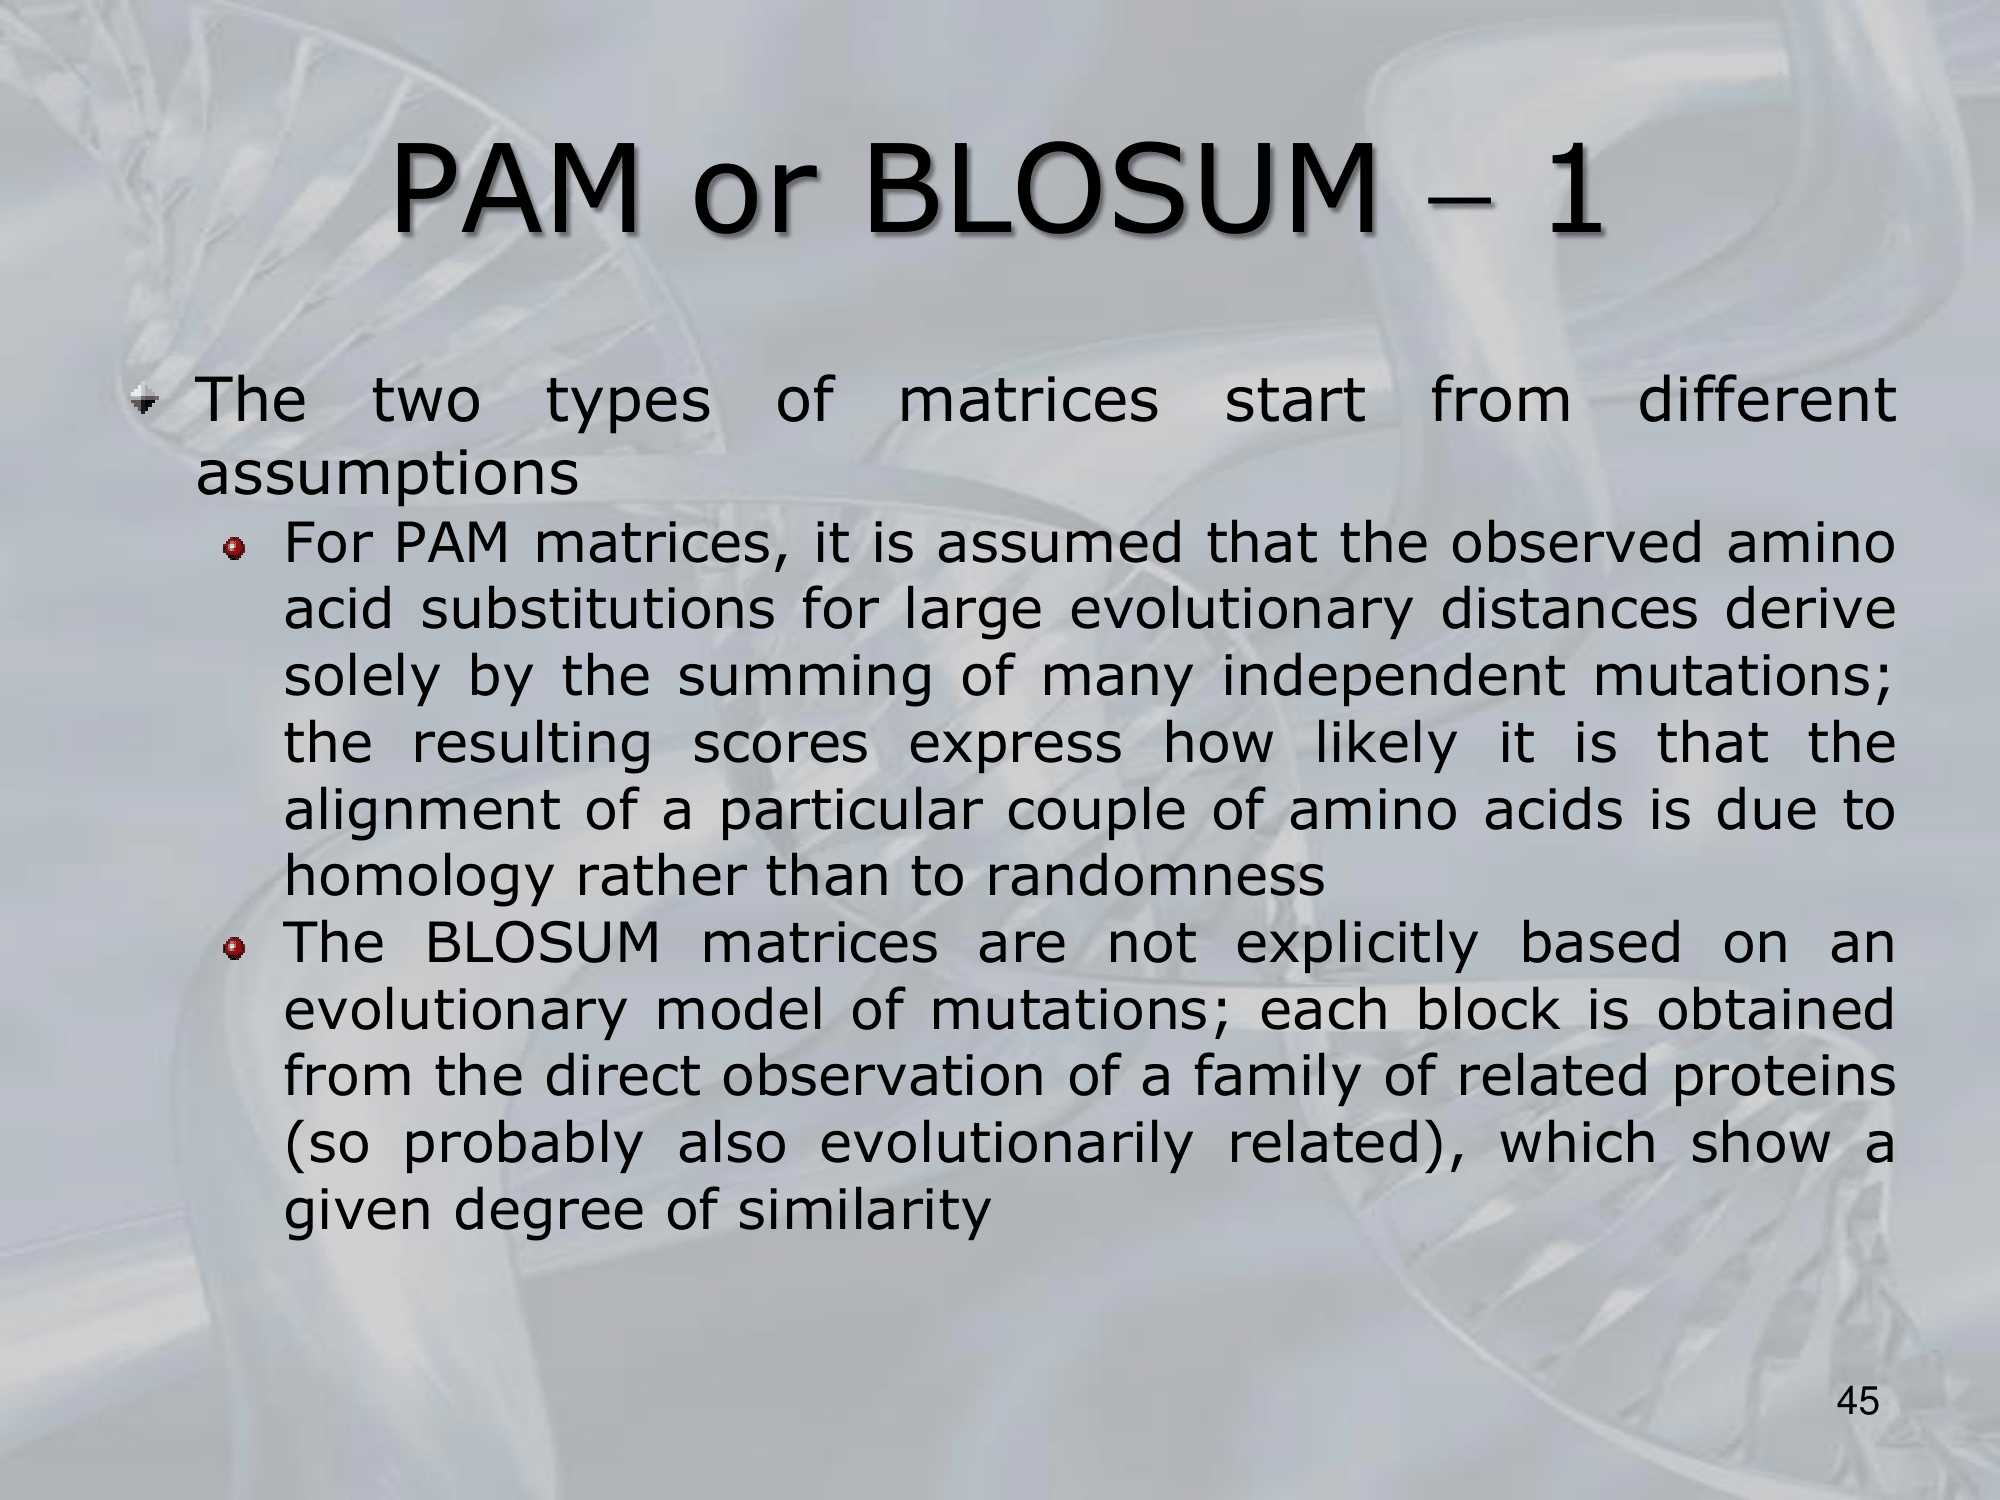 PAM or BLOSUM – 1
The two types of matrices start from different
assumptions
For PAM matrices, it is assumed that the observed amino
acid substitutions for large evolutionary distances derive
solely by the summing of many independent mutations;
the resulting scores express how likely it is that the
alignment of a particular couple of amino acids is due to
homology rather than to randomness
The BLOSUM matrices are not explicitly based on an
evolutionary model of mutations; each block is obtained
from the direct observation of a family of related proteins
(so probably also evolutionarily related), which show a
given degree of similarity
45